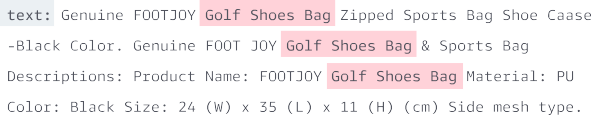 text: Genuine FOOTJOY Golf Shoes Bag Zipped Sports Bag Shoe Caase
-Black Color. Genuine FOOT JOY Golf Shoes Bag & Sports Bag
Descriptions: Product Name: FOOTJOY Golf Shoes Bag Material: PU
Color: Black Size: 24 (W) x 35 (L) x 11 (H) (cm) Side mesh type.